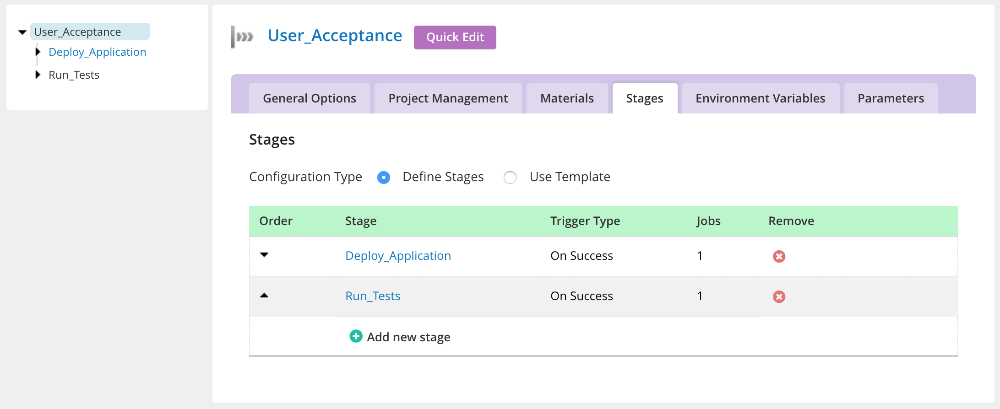 User_Acceptance
Deploy_Application
Run_Tests
User_Acceptance Quick Edit
General Options Project Management Materials Stages Environment Variables Parameters
Stages
Configuration Type Define Stages Use Template
Order Stage Trigger Type Jobs Remove
Deploy_Application On Success 1
Run_Tests On Success 1
Add new stage